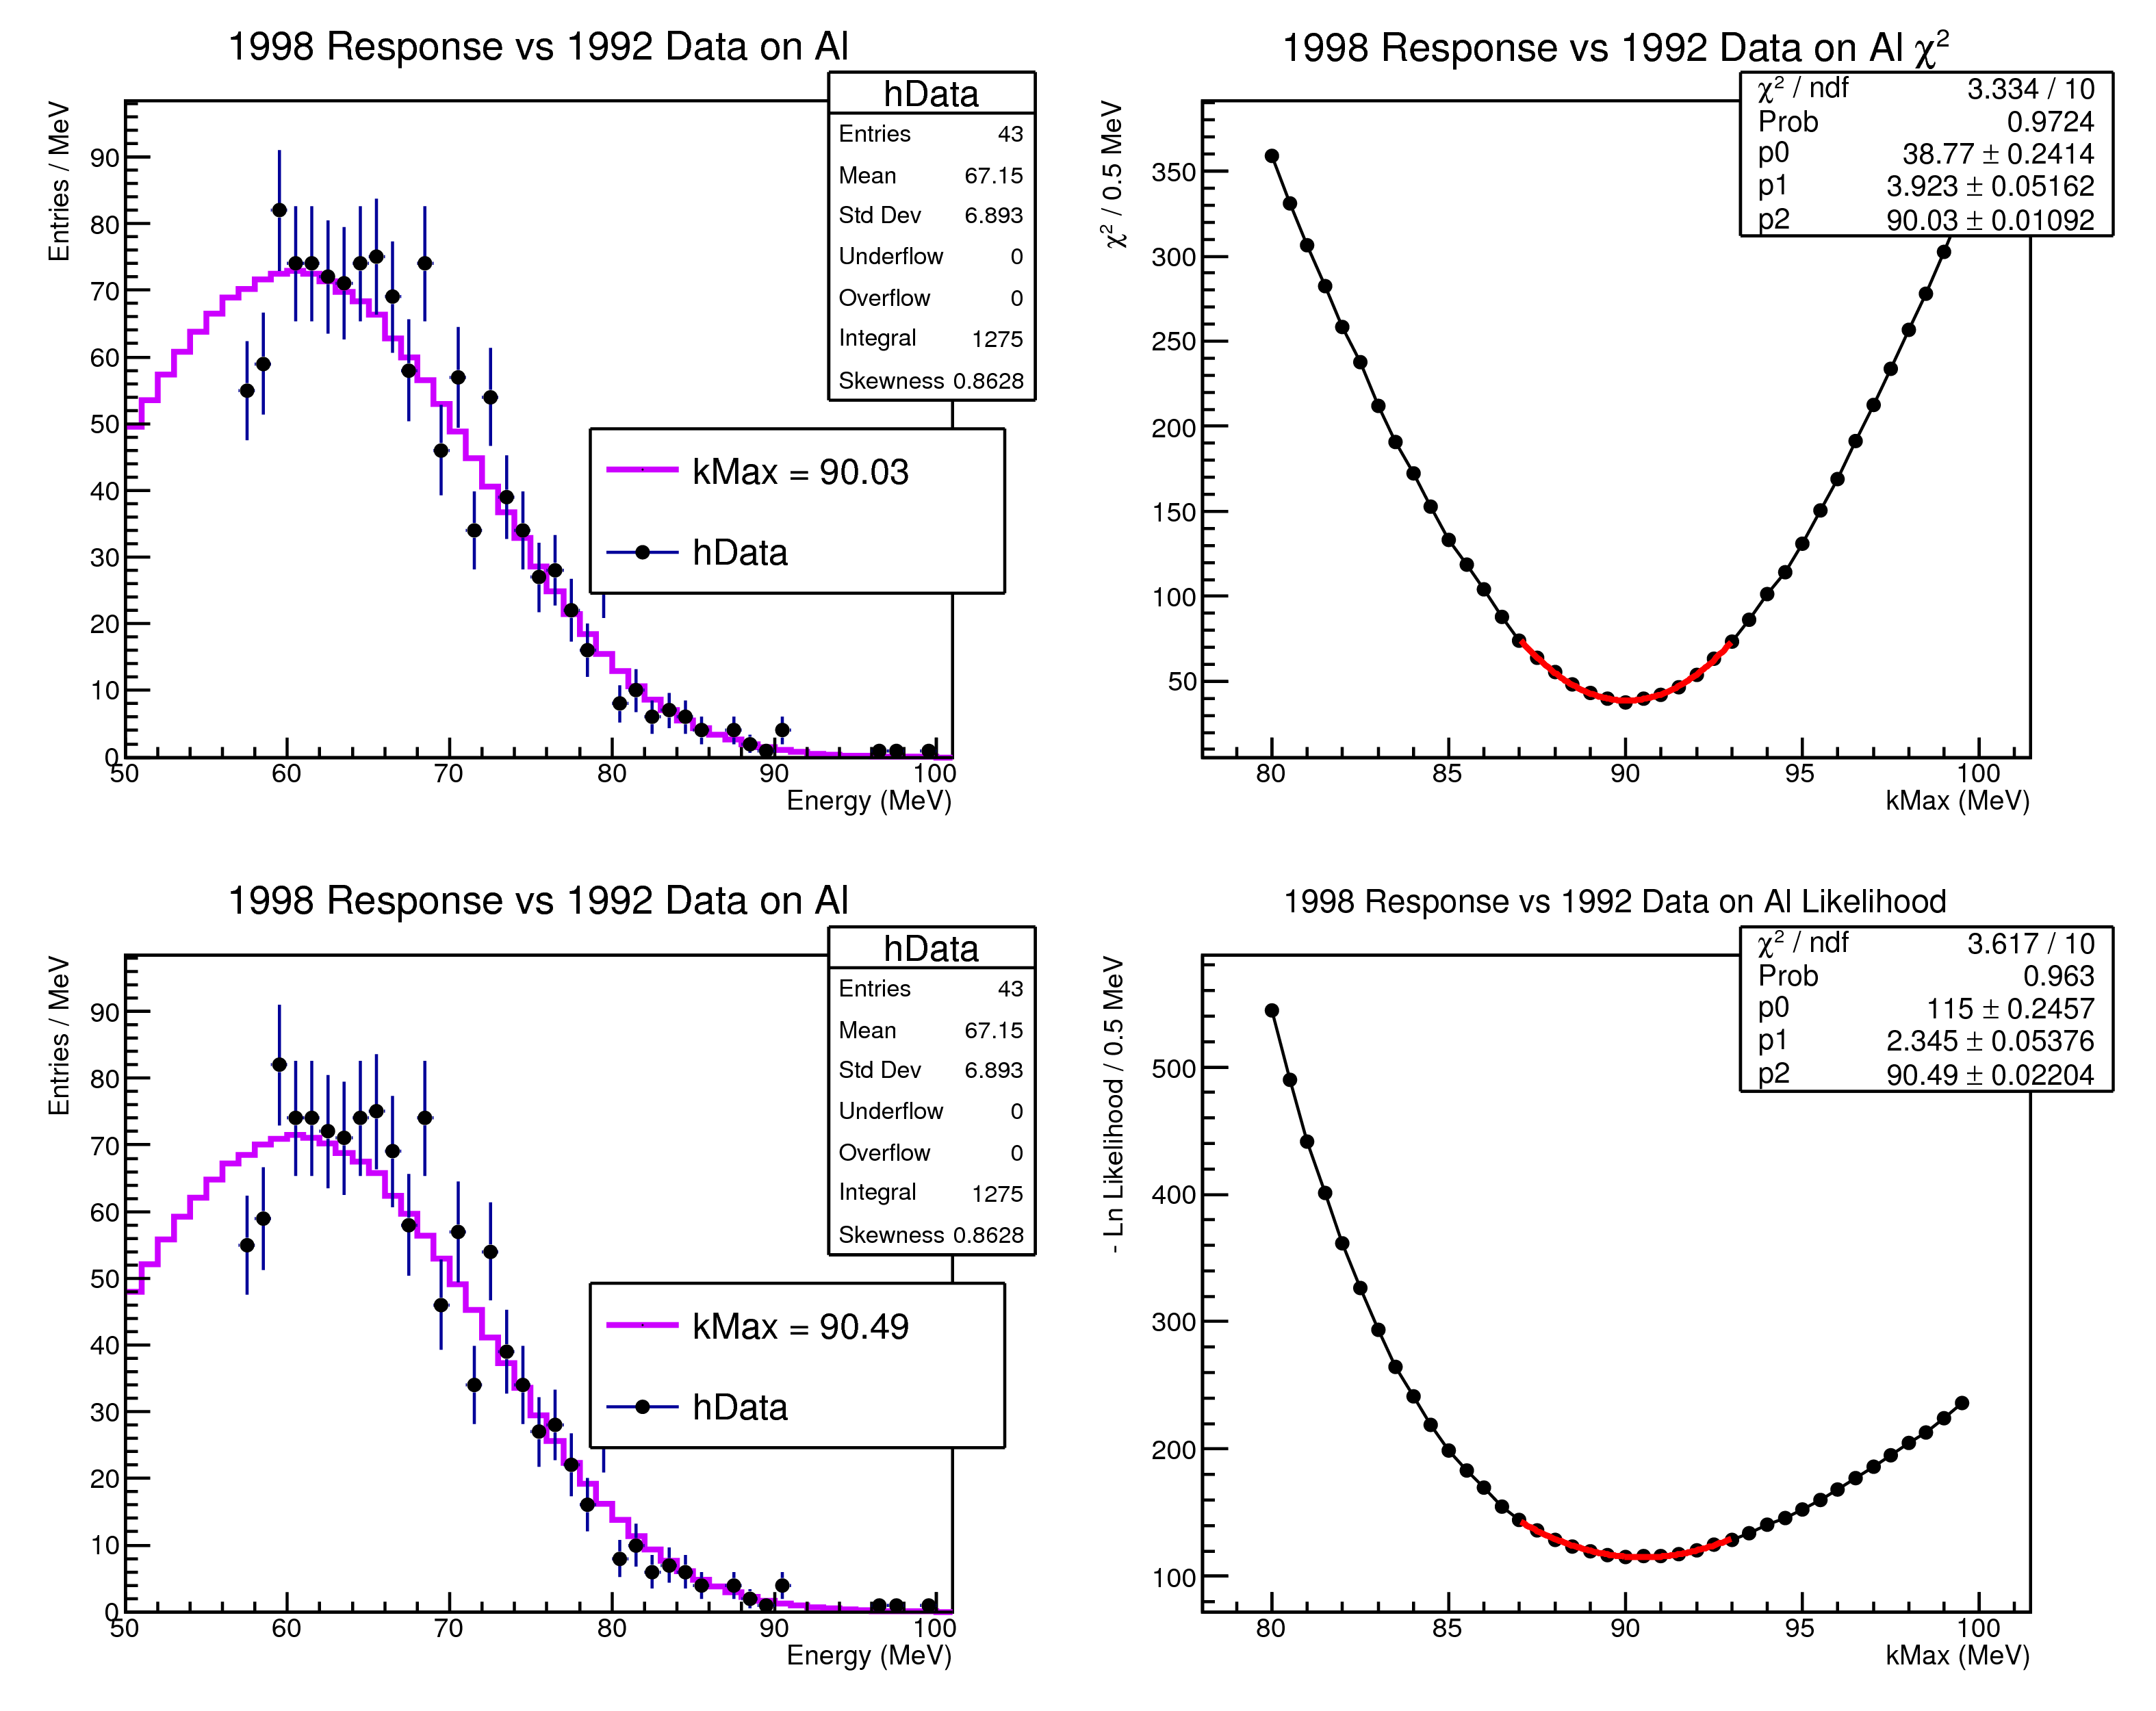 1998 Response vs 1992 Data on Al
Entries / MeV
90
80
70
60
50
40
30
20
10
0
50 60 70 80 90 100
Energy (MeV)
hData
Entries 43
Mean 67.15
Std Dev 6.893
Underflow 0
Overflow 0
Integral 1275
Skewness 0.8628
kMax = 90.03
hData
1998 Response vs 1992 Data on Al χ²
χ² / 0.5 MeV
350
300
250
200
150
100
50
80 85 90 95 100
kMax (MeV)
χ² / ndf 3.334 / 10
Prob 0.9724
p0 38.77 ± 0.2414
p1 3.923 ± 0.05162
p2 90.03 ± 0.01092
1998 Response vs 1992 Data on Al
Entries / MeV
90
80
70
60
50
40
30
20
10
0
50 60 70 80 90 100
Energy (MeV)
hData
Entries 43
Mean 67.15
Std Dev 6.893
Underflow 0
Overflow 0
Integral 1275
Skewness 0.8628
kMax = 90.49
hData
1998 Response vs 1992 Data on Al Likelihood
- Ln Likelihood / 0.5 MeV
500
400
300
200
100
80 85 90 95 100
kMax (MeV)
χ² / ndf 3.617 / 10
Prob 0.963
p0 115 ± 0.2457
p1 2.345 ± 0.05376
p2 90.49 ± 0.02204